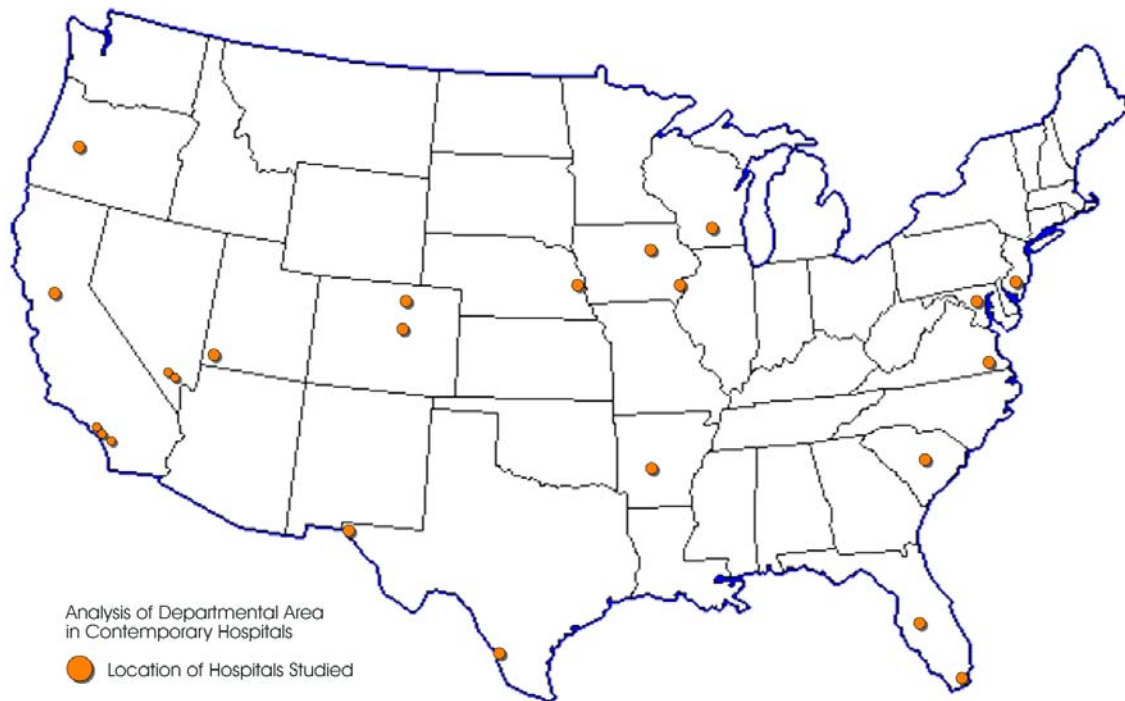 Analysis of Departmental Area
in Contemporary Hospitals
Location of Hospitals Studied